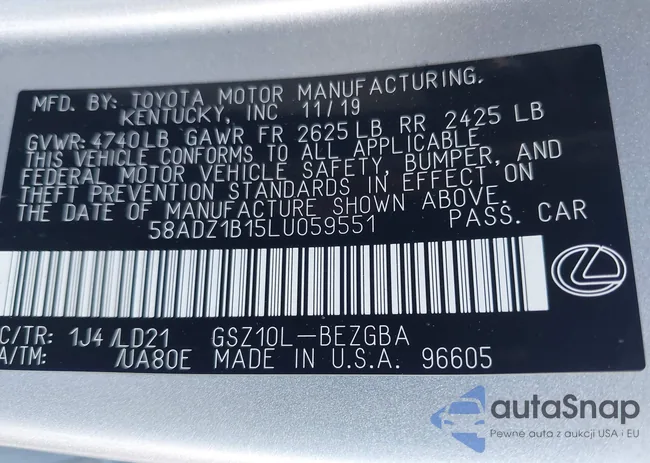 MFD. BY: TOYOTA MOTOR MANUFACTURING.
KENTUCKY, INC 11/19
GVWR: 4740LB GAWR FR 2625LB RR 2425 LB
THIS VEHICLE CONFORMS TO ALL APPLICABLE
FEDERAL MOTOR VEHICLE SAFETY, BUMPER, AND
THEFT PREVENTION STANDARDS IN EFFECT ON
THE DATE OF MANUFACTURE SHOWN ABOVE.
58ADZ1B15LU059551 PASS. CAR
C/TR: 1J4 /LD21 GSZ10L-BEZGBA
A/TM: /UA80E MADE IN U.S.A. 96605
autaSnap
Pewne auta z aukcji USA i EU